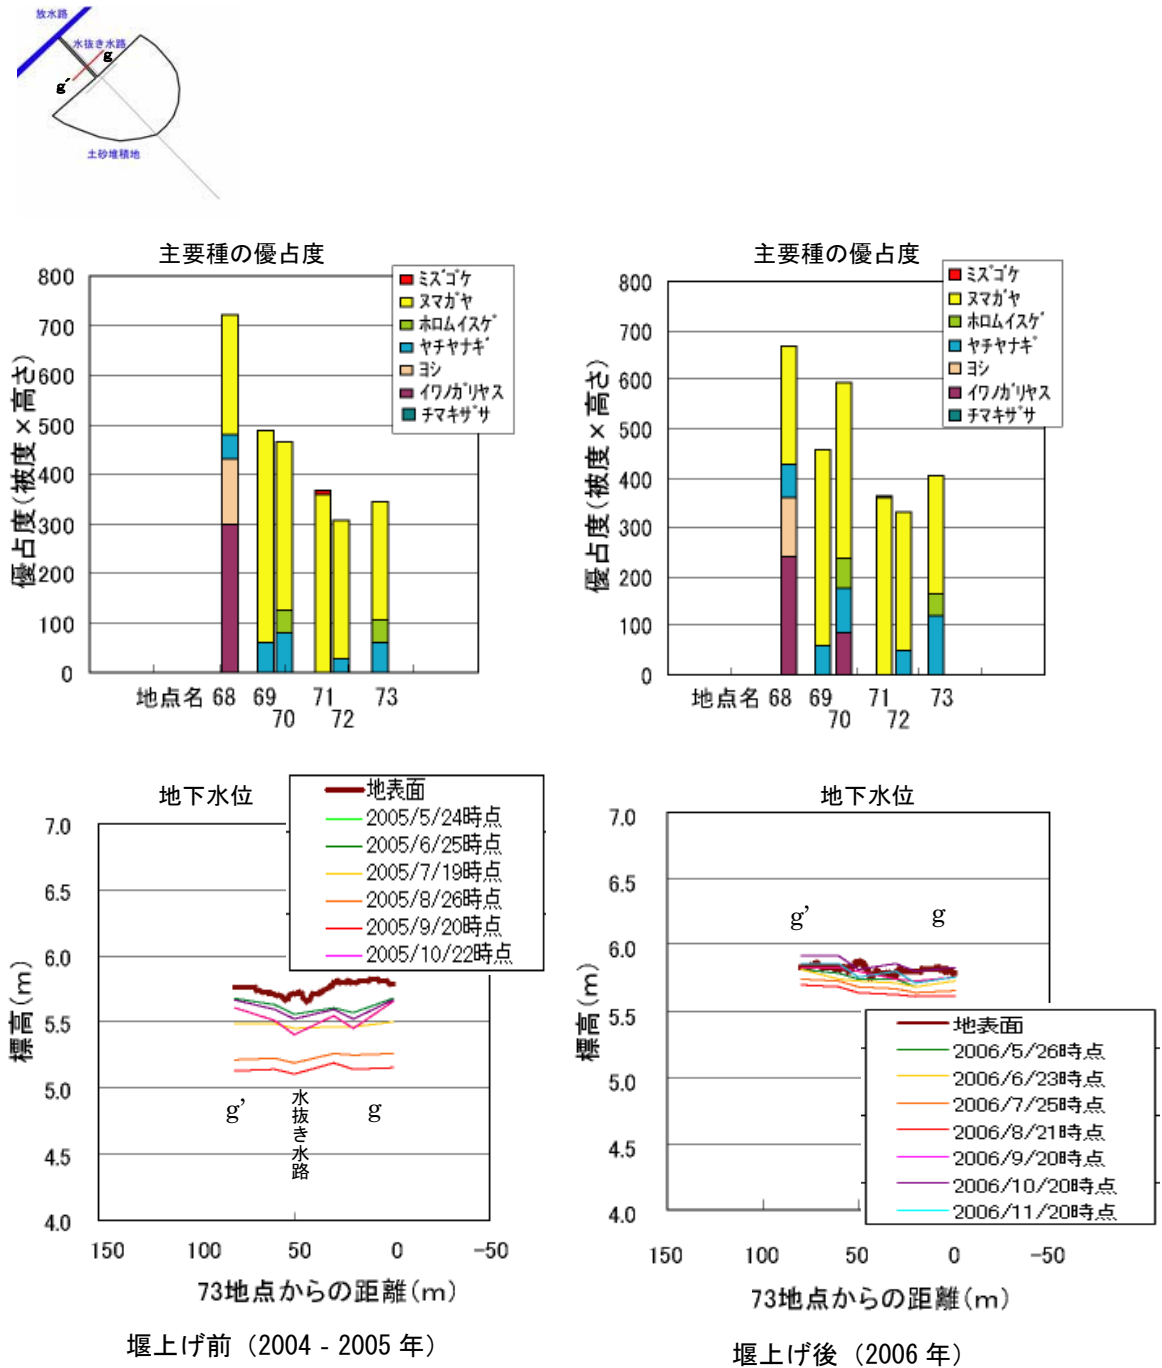 放水路
水抜き水路
g
g´
土砂堆積地
主要種の優占度
800
700
600
500
400
300
200
100
0
優占度(被度×高さ)
ミズゴケ
ヌマガヤ
ホロムイスゲ
ヤチヤナギ
ヨシ
イワノガリヤス
チマキザサ
地点名 68 69 71 73
70 72
主要種の優占度
800
700
600
500
400
300
200
100
0
優占度(被度×高さ)
ミズゴケ
ヌマガヤ
ホロムイスゲ
ヤチヤナギ
ヨシ
イワノガリヤス
チマキザサ
地点名 68 69 71 73
70 72
地下水位
地表面
2005/5/24時点
2005/6/25時点
2005/7/19時点
2005/8/26時点
2005/9/20時点
2005/10/22時点
7.0
6.5
6.0
5.5
5.0
4.5
4.0
標高(m)
g’
水抜き水路
g
150 100 50 0 -50
73地点からの距離(m)
堰上げ前（2004 - 2005 年）
地下水位
7.0
6.5
6.0
5.5
5.0
4.5
4.0
標高(m)
g’
g
地表面
2006/5/26時点
2006/6/23時点
2006/7/25時点
2006/8/21時点
2006/9/20時点
2006/10/20時点
2006/11/20時点
150 100 50 0 -50
73地点からの距離(m)
堰上げ後（2006 年）